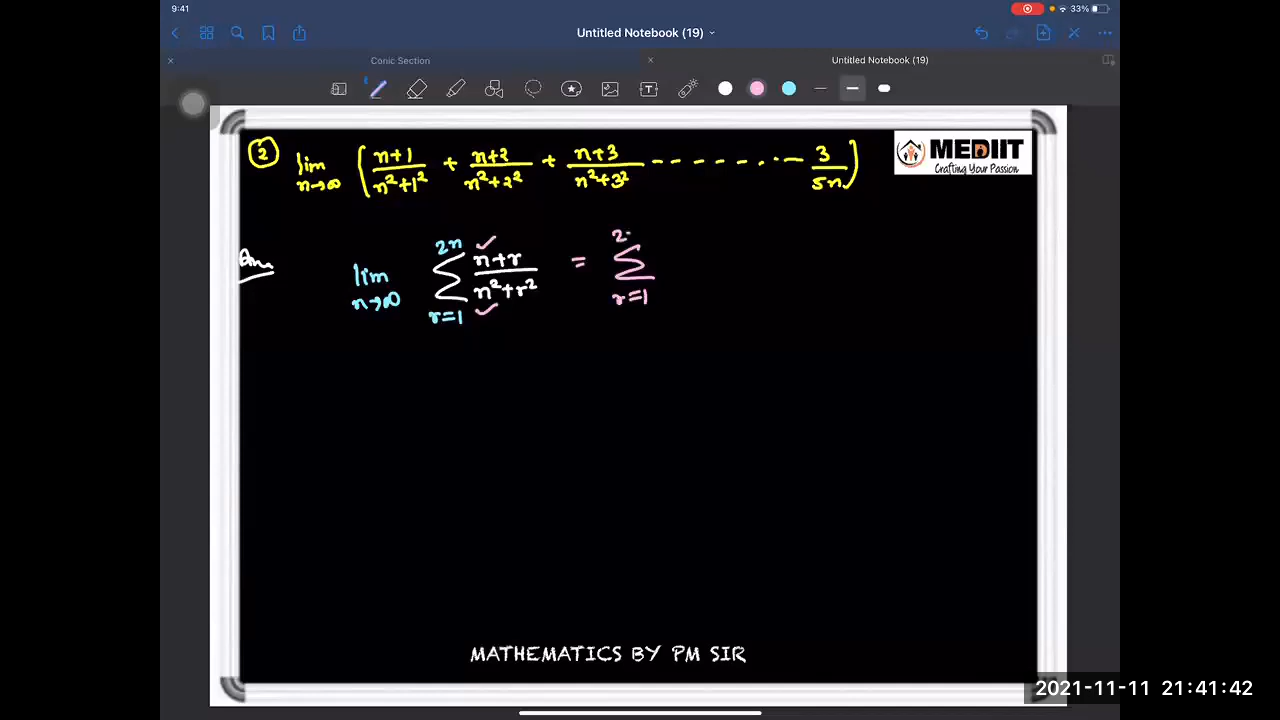 9:41
33%
Untitled Notebook (19)
Conic Section
Untitled Notebook (19)
② lim n→∞ ( n+1/n²+1² + n+2/n²+2² + n+3/n²+3² - - - - - - - - - 3/5n )
MEDIIT
Crafting Your Passion
Ans
lim n→∞ 2n Σ r=1 n+r/n²+r² = 2 Σ r=1
MATHEMATICS BY PM SIR
2021-11-11 21:41:42